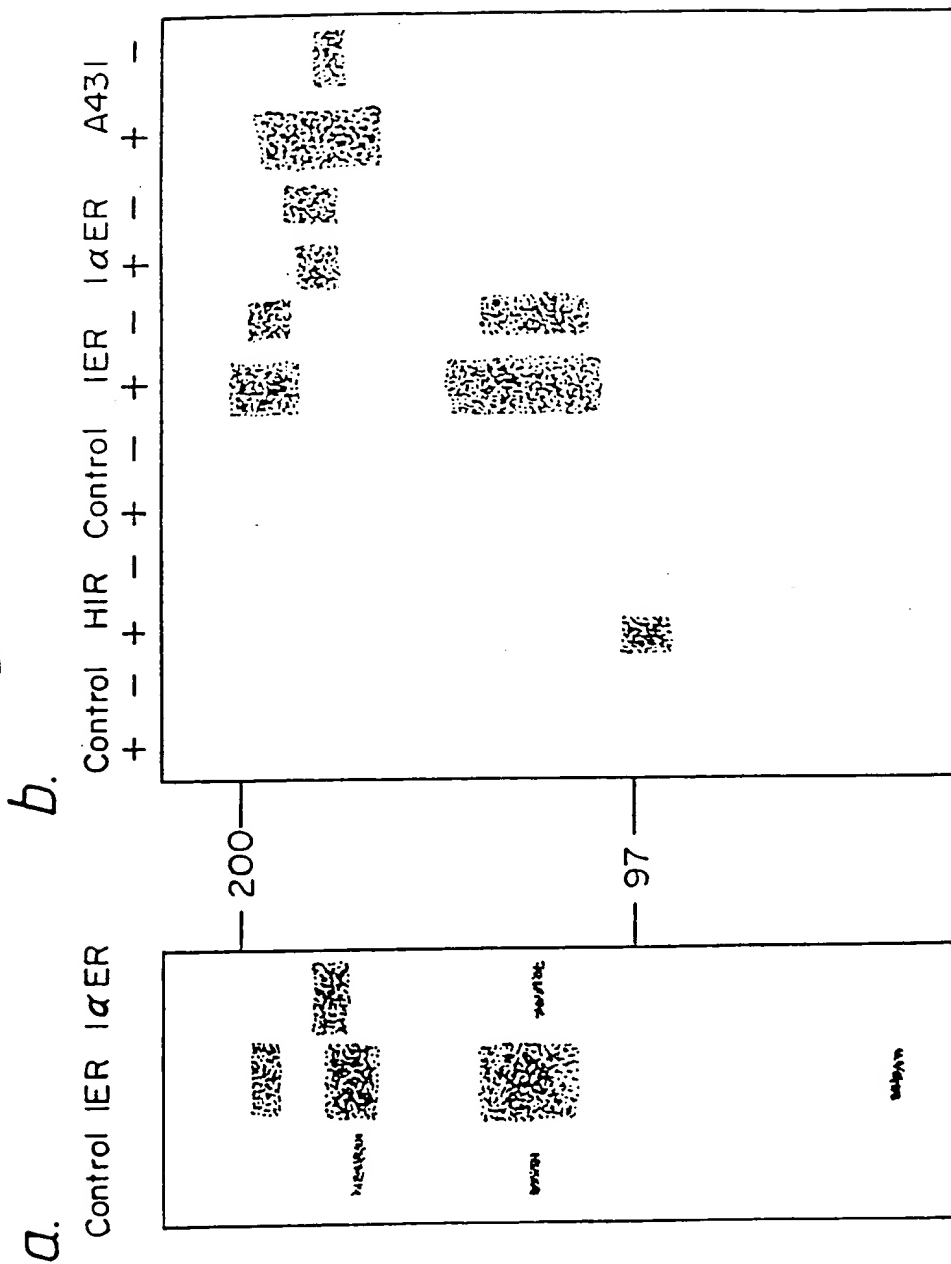 a.
Control IER IαER
b.
Control HIR Control IER IαER A431
+ − + − + − + − + − + −
200
97